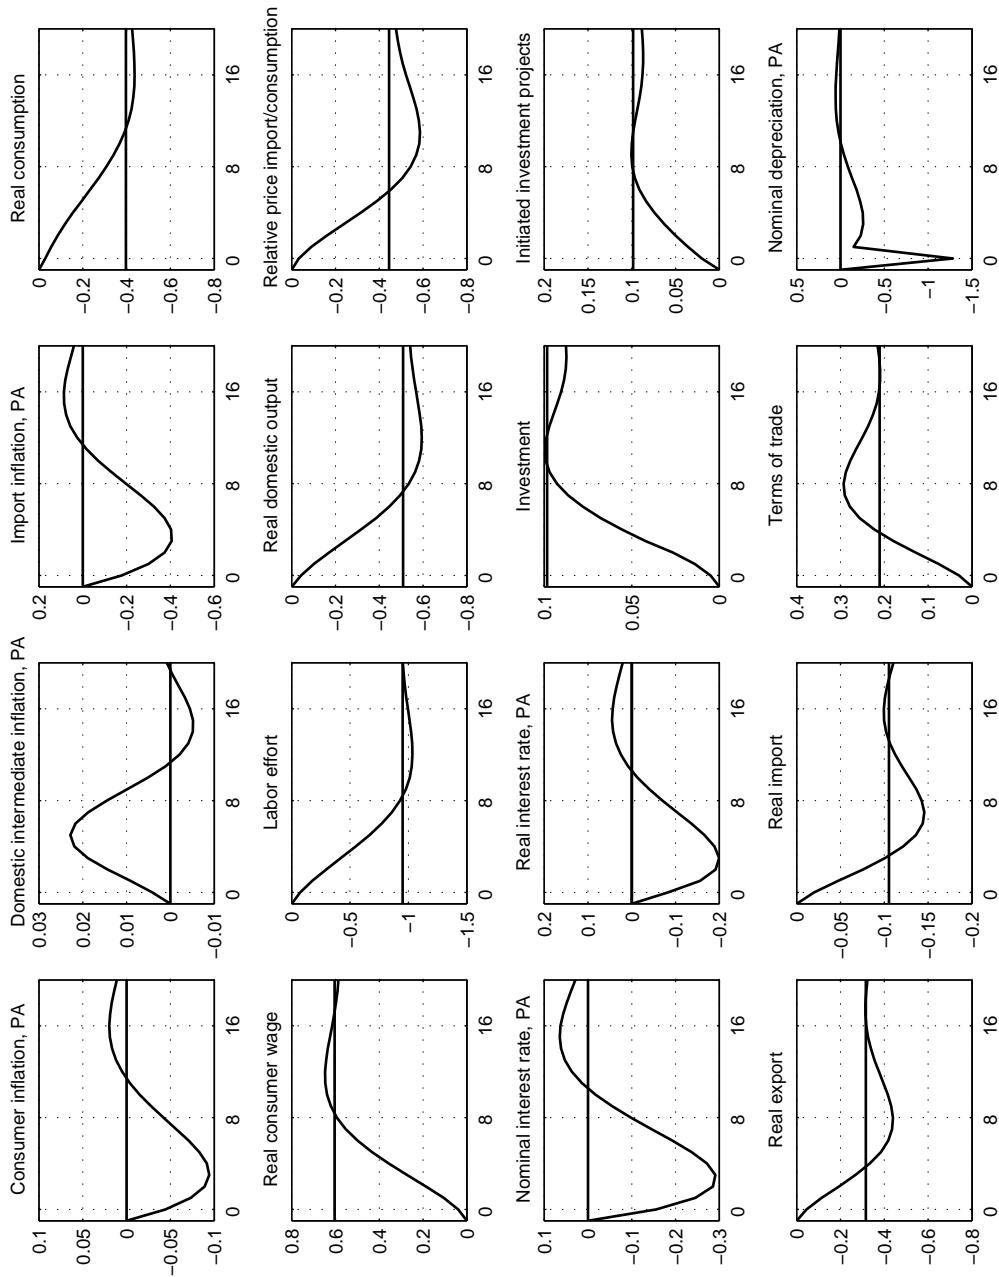 Consumer inflation, PA
0.1
0.05
0
−0.05
−0.1
0 8 16
Domestic intermediate inflation, PA
0.03
0.02
0.01
0
−0.01
0 8 16
Import inflation, PA
0.2
0
−0.2
−0.4
−0.6
0 8 16
Real consumption
0
−0.2
−0.4
−0.6
−0.8
0 8 16
Real consumer wage
0.8
0.6
0.4
0.2
0
0 8 16
Labor effort
0
−0.5
−1
−1.5
0 8 16
Real domestic output
0
−0.2
−0.4
−0.6
−0.8
0 8 16
Relative price import/consumption
0
−0.2
−0.4
−0.6
−0.8
0 8 16
Nominal interest rate, PA
0.1
0
−0.1
−0.2
−0.3
0 8 16
Real interest rate, PA
0.2
0.1
0
−0.1
−0.2
0 8 16
Investment
0.1
0.05
0
0 8 16
Initiated investment projects
0.2
0.15
0.1
0.05
0
0 8 16
Real export
0
−0.2
−0.4
−0.6
−0.8
0 8 16
Real import
0
−0.05
−0.1
−0.15
−0.2
0 8 16
Terms of trade
0.4
0.3
0.2
0.1
0
0 8 16
Nominal depreciation, PA
0.5
0
−0.5
−1
−1.5
0 8 16